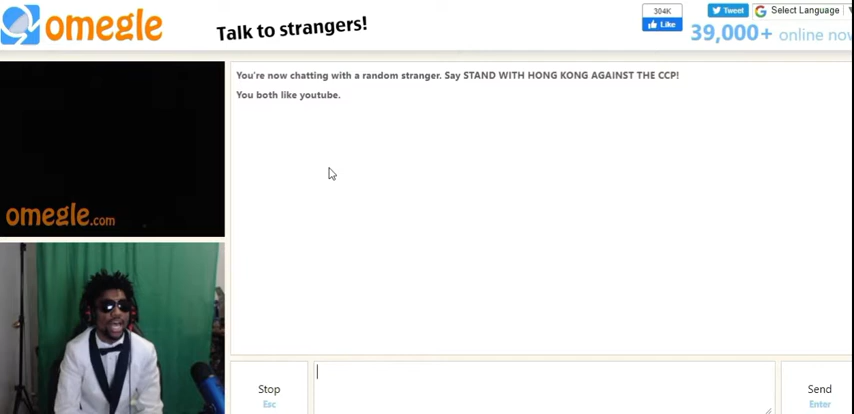 omegle
Talk to strangers!
304K
Like
Tweet
Select Language
39,000+ online now
You're now chatting with a random stranger. Say STAND WITH HONG KONG AGAINST THE CCP!
You both like youtube.
omegle.com
Stop
Esc
Send
Enter